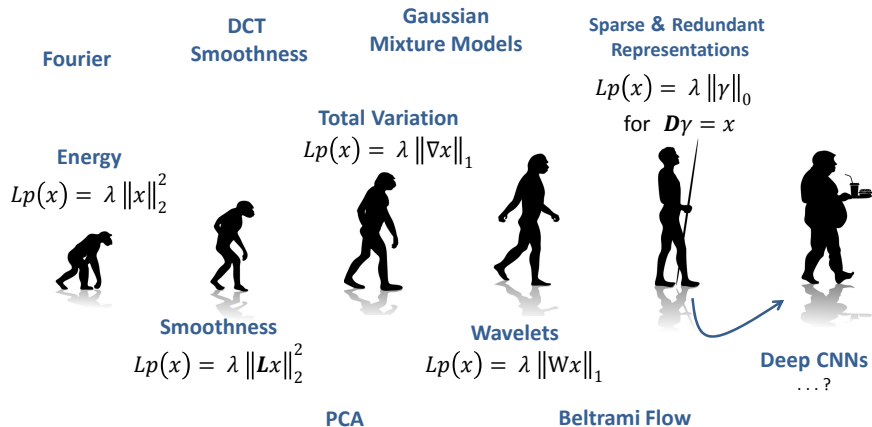 Fourier
DCT
Smoothness
Gaussian
Mixture Models
Sparse & Redundant
Representations
Lp(x) = λ‖γ‖₀
for Dγ = x
Total Variation
Lp(x) = λ‖∇x‖₁
Energy
Lp(x) = λ‖x‖₂²
Smoothness
Lp(x) = λ‖Lx‖₂²
Wavelets
Lp(x) = λ‖Wx‖₁
Deep CNNs
...?
PCA
Beltrami Flow